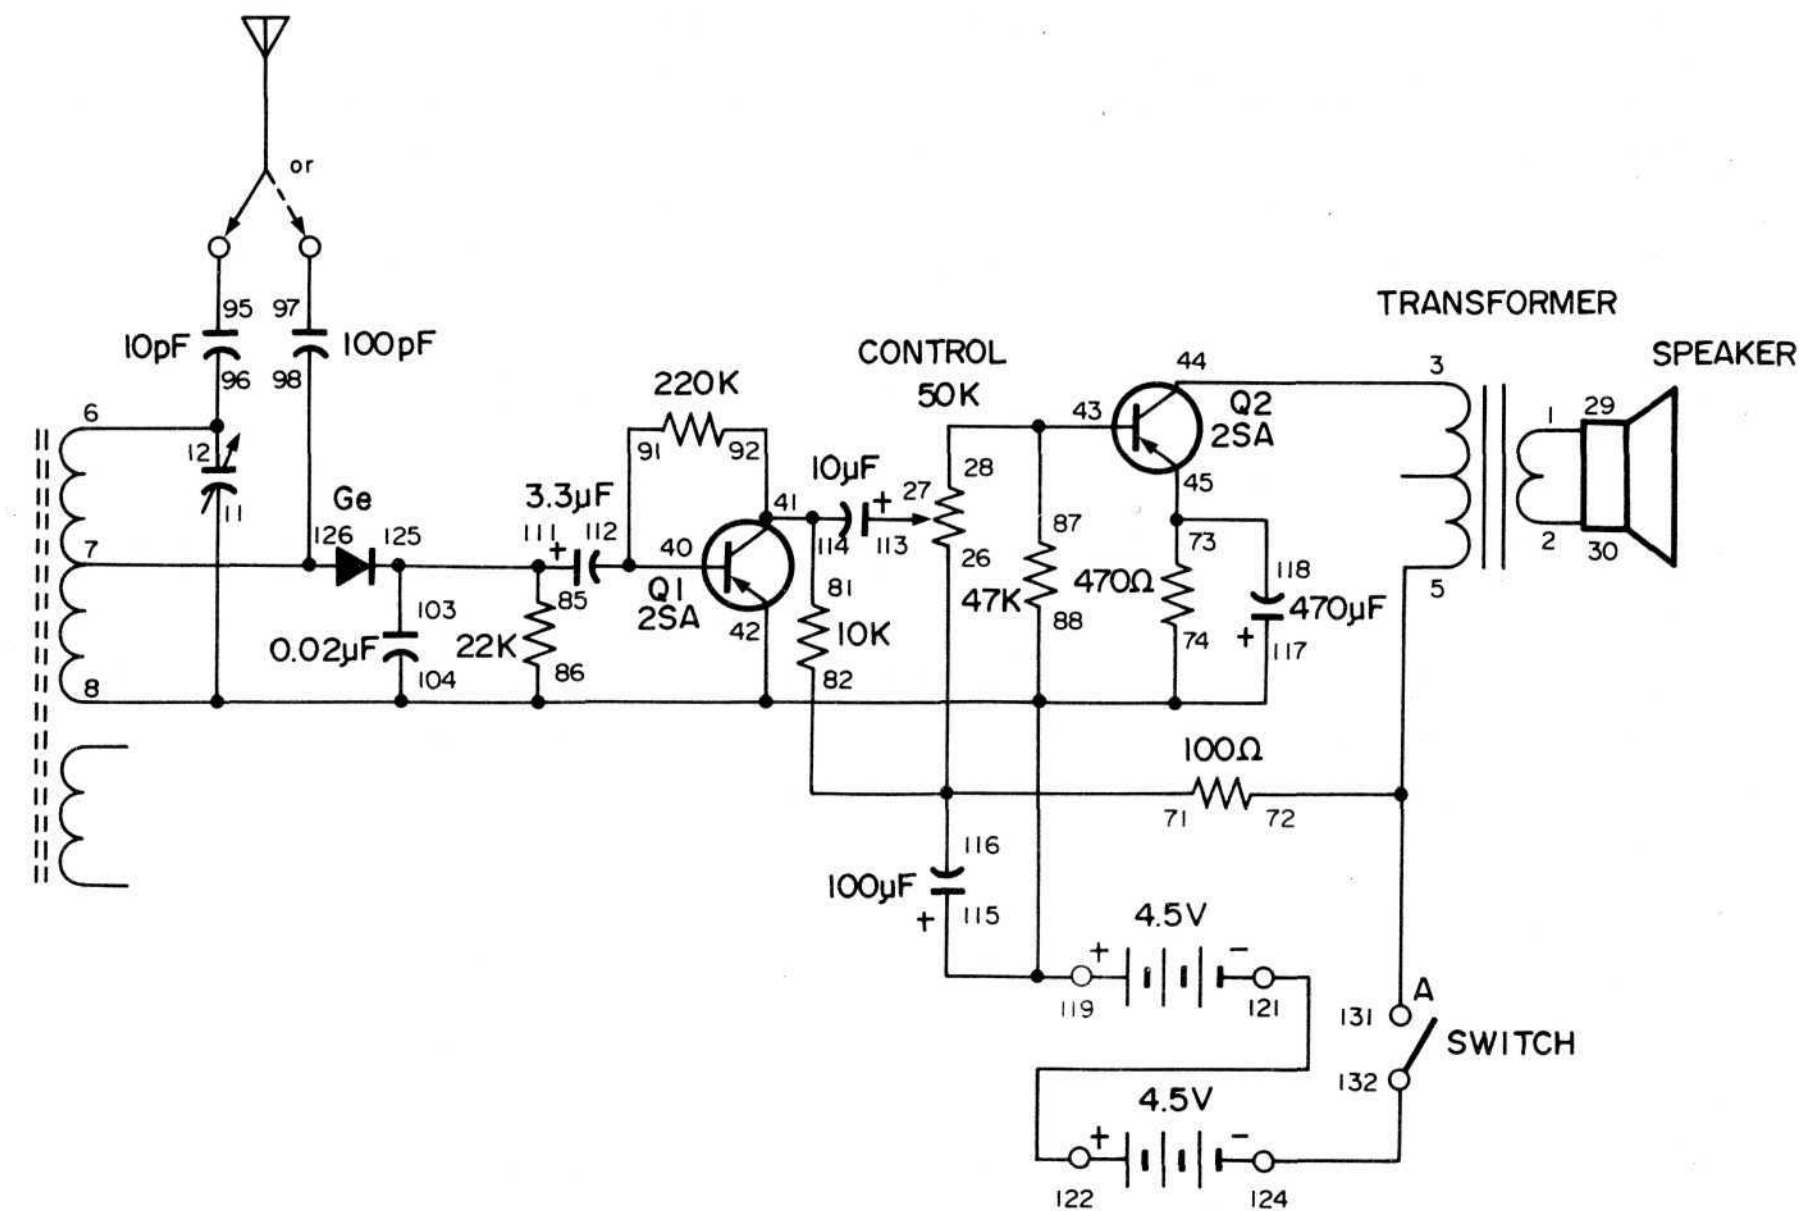 or
95 97
10pF 100pF
96 98
TRANSFORMER
CONTROL
50K
SPEAKER
220K
44
3
6
12
11
91 92
43
Q2
2SA
1
29
Ge
3.3µF
10µF
+
27
28
45
126 125
111
+
112
40
41
114
113
26
87
73
2
30
7
Q1
2SA
85
81
47K
470Ω
118
470µF
5
103
0.02µF
104
22K
86
42
10K
82
88
74
+
117
8
100Ω
71 72
116
100µF
+
115
4.5V
+ −
119 121
A
131
SWITCH
132
4.5V
+ −
122 124